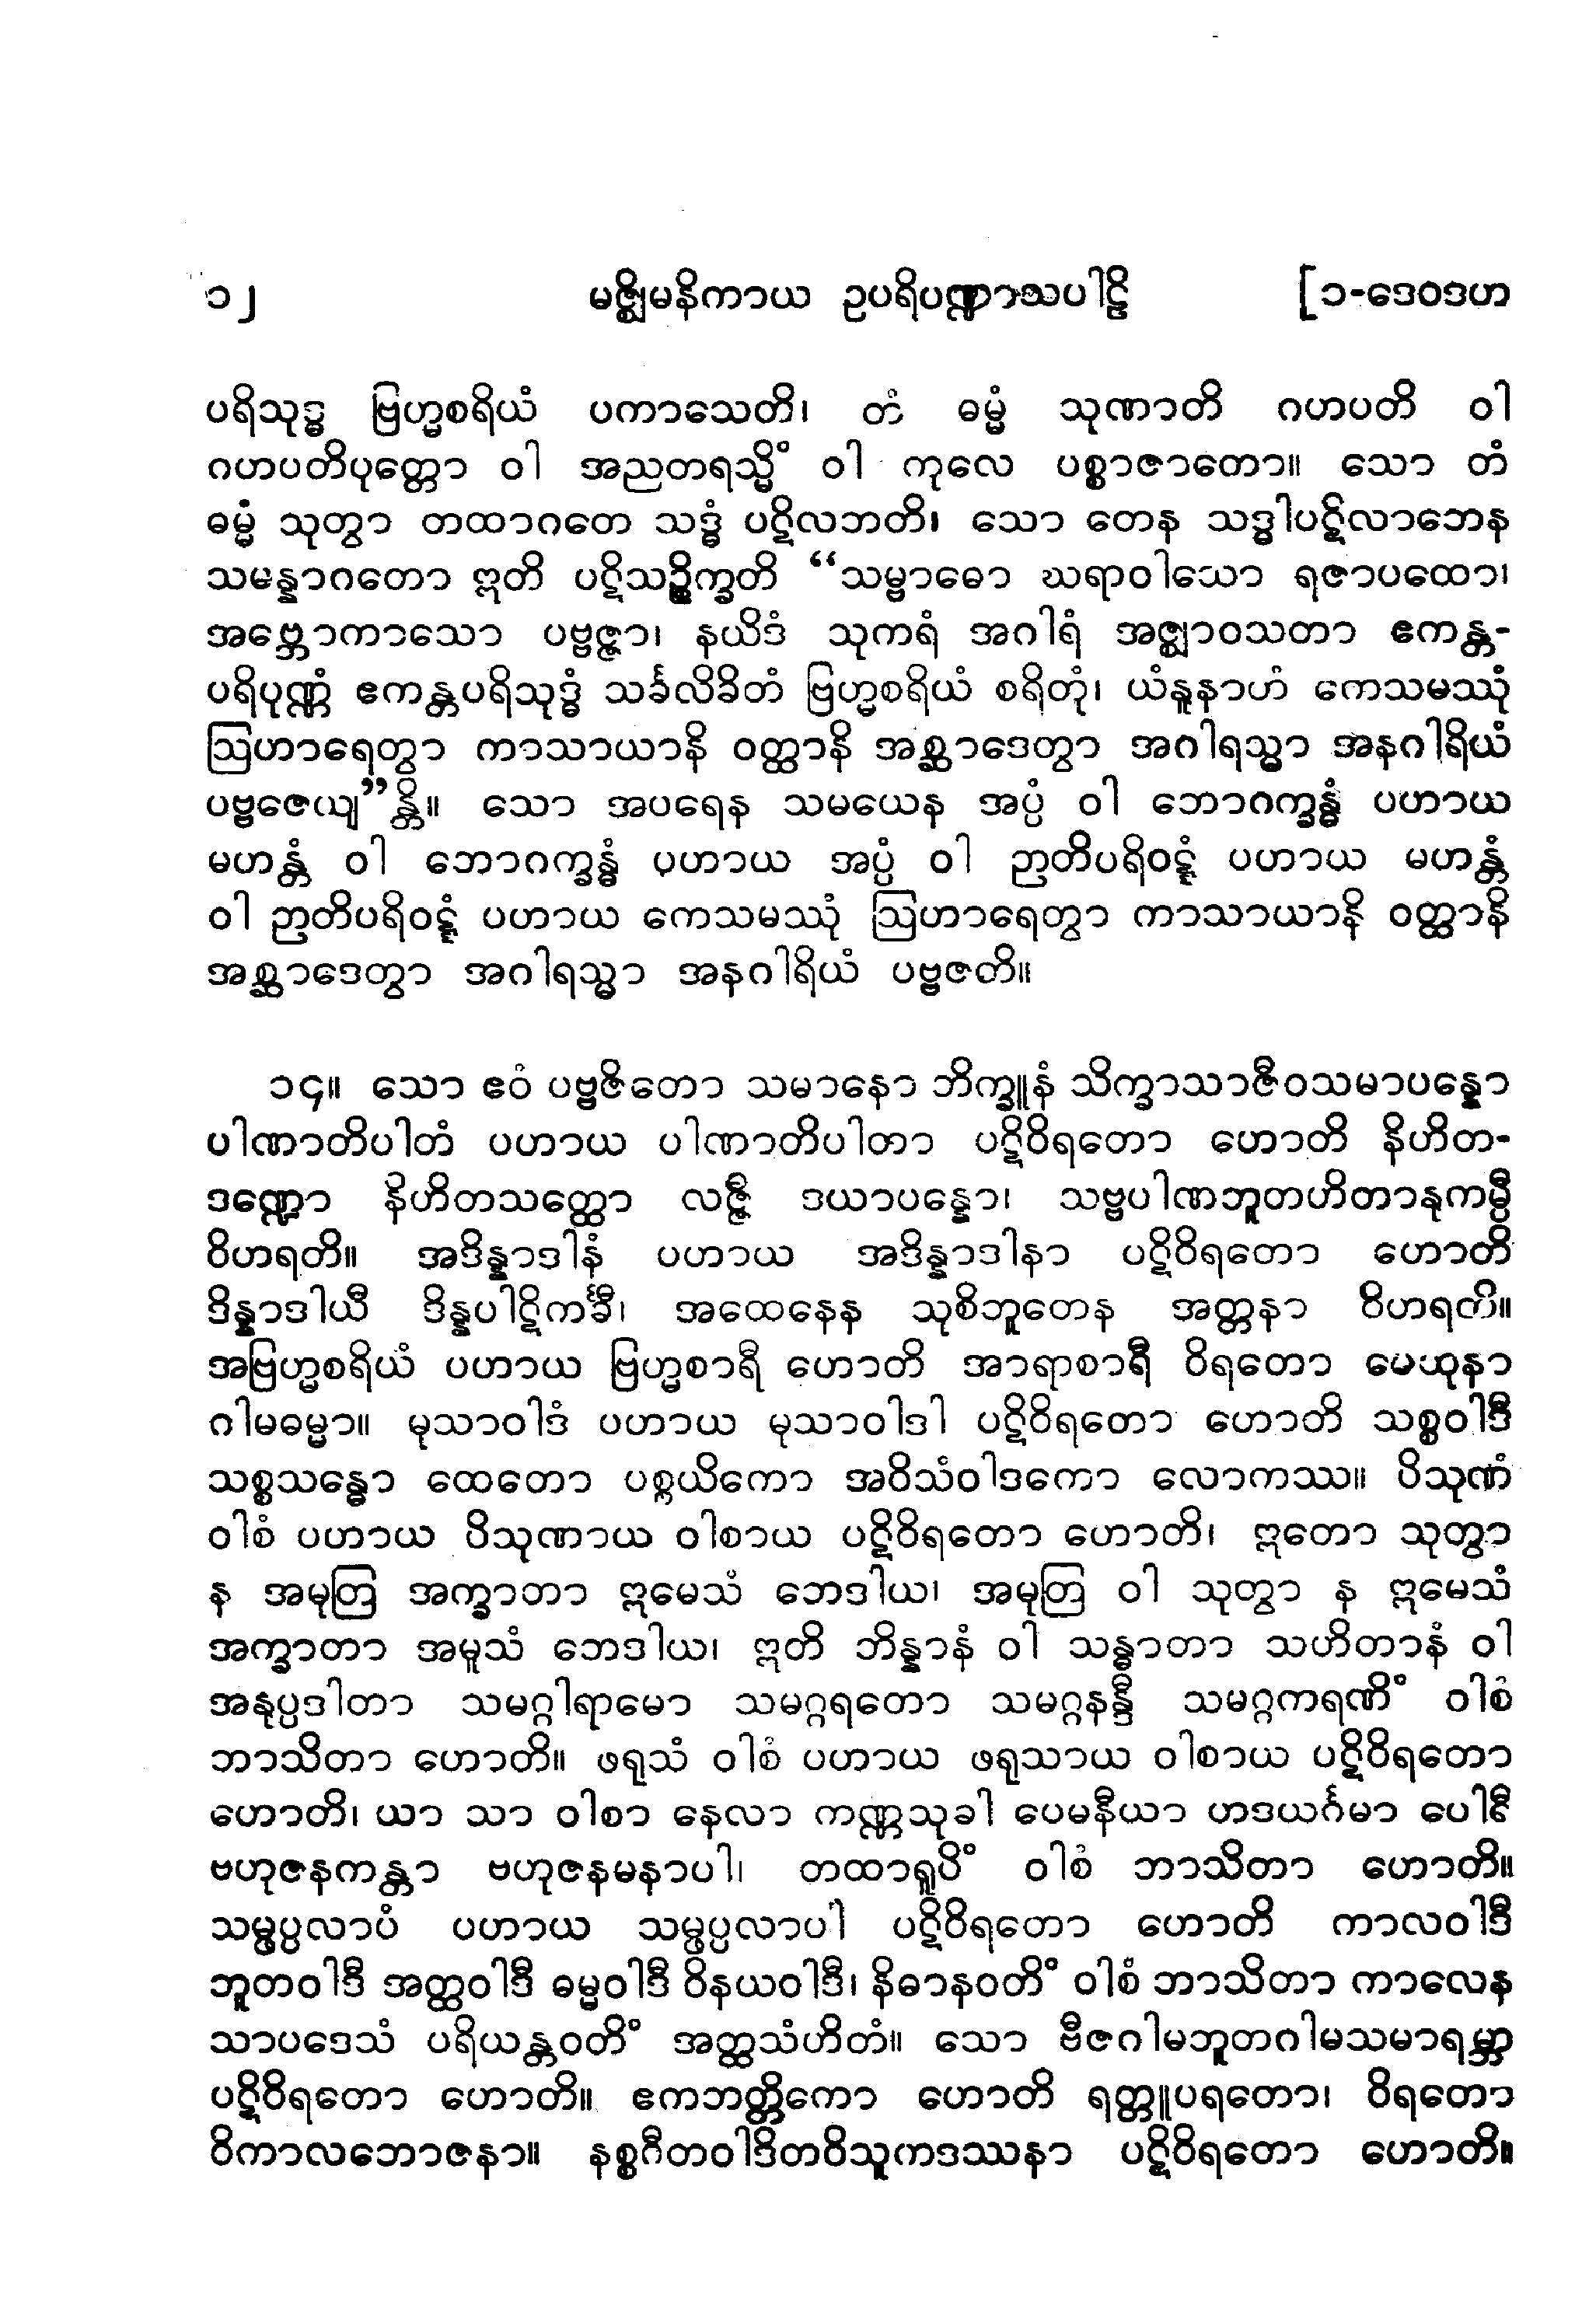 ၁၂ မဇ္ဈိမနိကာယ ဥပရိပဏ္ဏာသပါဠိ [၁-ဒေဝဒဟ
ပရိသုဒ္ဓ ဗြဟ္မစရိယံ ပကာသေတိ၊ တံ ဓမ္မံ သုဏာတိ ဂဟပတိ ဝါ
ဂဟပတိပုတ္တော ဝါ အညတရသ္မိံ ဝါ ကုလေ ပစ္စာဇာတော။ သော တံ
ဓမ္မံ သုတွာ တထာဂတေ သဒ္ဓံ ပဋိလဘတိ၊ သော တေန သဒ္ဓါပဋိလာဘေန
သမန္နာဂတော ဣတိ ပဋိသဉ္စိက္ခတိ “သမ္ဗာဓော ဃရာဝါသော ရဇာပထော၊
အဗ္ဘောကာသော ပဗ္ဗဇ္ဇာ၊ နယိဒံ သုကရံ အဂါရံ အဇ္ဈာဝသတာ ဧကန္တ-
ပရိပုဏ္ဏံ ဧကန္တပရိသုဒ္ဓံ သင်္ခလိခိတံ ဗြဟ္မစရိယံ စရိတုံ၊ ယံနူနာဟံ ကေသမဿုံ
ဩဟာရေတွာ ကာသာယာနိ ဝတ္ထာနိ အစ္ဆာဒေတွာ အဂါရသ္မာ အနဂါရိယံ
ပဗ္ဗဇေယျ”န္တိ။ သော အပရေန သမယေန အပ္ပံ ဝါ ဘောဂက္ခန္ဓံ ပဟာယ
မဟန္တံ ဝါ ဘောဂက္ခန္ဓံ ပဟာယ အပ္ပံ ဝါ ဉာတိပရိဝဋ္ဋံ ပဟာယ မဟန္တံ
ဝါ ဉာတိပရိဝဋ္ဋံ ပဟာယ ကေသမဿုံ ဩဟာရေတွာ ကာသာယာနိ ဝတ္ထာနိ
အစ္ဆာဒေတွာ အဂါရသ္မာ အနဂါရိယံ ပဗ္ဗဇတိ။
၁၄။ သော ဧဝံ ပဗ္ဗဇိတော သမာနော ဘိက္ခူနံ သိက္ခာသာဇီဝသမာပန္နော
ပါဏာတိပါတံ ပဟာယ ပါဏာတိပါတာ ပဋိဝိရတော ဟောတိ နိဟိတ-
ဒဏ္ဍော နိဟိတသတ္ထော လဇ္ဇီ ဒယာပန္နော၊ သဗ္ဗပါဏဘူတဟိတာနုကမ္ပီ
ဝိဟရတိ။ အဒိန္နာဒါနံ ပဟာယ အဒိန္နာဒါနာ ပဋိဝိရတော ဟောတိ
ဒိန္နာဒါယီ ဒိန္နပါဋိကင်္ခီ၊ အထေနေန သုစိဘူတေန အတ္တနာ ဝိဟရတိ။
အဗြဟ္မစရိယံ ပဟာယ ဗြဟ္မစာရီ ဟောတိ အာရာစာရီ ဝိရတော မေထုနာ
ဂါမဓမ္မာ။ မုသာဝါဒံ ပဟာယ မုသာဝါဒါ ပဋိဝိရတော ဟောတိ သစ္စဝါဒီ
သစ္စသန္ဓော ထေတော ပစ္စယိကော အဝိသံဝါဒကော လောကဿ။ ပိသုဏံ
ဝါစံ ပဟာယ ပိသုဏာယ ဝါစာယ ပဋိဝိရတော ဟောတိ၊ ဣတော သုတွာ
န အမုတြ အက္ခာတာ ဣမေသံ ဘေဒါယ၊ အမုတြ ဝါ သုတွာ န ဣမေသံ
အက္ခာတာ အမူသံ ဘေဒါယ၊ ဣတိ ဘိန္နာနံ ဝါ သန္ဓာတာ သဟိတာနံ ဝါ
အနုပ္ပဒါတာ သမဂ္ဂါရာမော သမဂ္ဂရတော သမဂ္ဂနန္ဒီ သမဂ္ဂကရဏိံ ဝါစံ
ဘာသိတာ ဟောတိ။ ဖရုသံ ဝါစံ ပဟာယ ဖရုသာယ ဝါစာယ ပဋိဝိရတော
ဟောတိ၊ ယာ သာ ဝါစာ နေလာ ကဏ္ဏသုခါ ပေမနီယာ ဟဒယင်္ဂမာ ပေါရီ
ဗဟုဇနကန္တာ ဗဟုဇနမနာပါ၊ တထာရူပိံ ဝါစံ ဘာသိတာ ဟောတိ။
သမ္ဖပ္ပလာပံ ပဟာယ သမ္ဖပ္ပလာပါ ပဋိဝိရတော ဟောတိ ကာလဝါဒီ
ဘူတဝါဒီ အတ္ထဝါဒီ ဓမ္မဝါဒီ ဝိနယဝါဒီ၊ နိဓာနဝတိံ ဝါစံ ဘာသိတာ ကာလေန
သာပဒေသံ ပရိယန္တဝတိံ အတ္ထသံဟိတံ။ သော ဗီဇဂါမဘူတဂါမသမာရမ္ဘာ
ပဋိဝိရတော ဟောတိ။ ဧကဘတ္တိကော ဟောတိ ရတ္တူပရတော၊ ဝိရတော
ဝိကာလဘောဇနာ။ နစ္စဂီတဝါဒိတဝိသူကဒဿနာ ပဋိဝိရတော ဟောတိ။